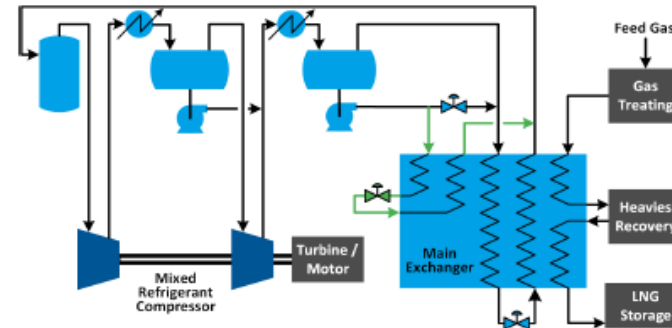 Feed Gas
Gas
Treating
Heavies
Recovery
Main
Exchanger
Turbine /
Motor
Mixed
Refrigerant
Compressor
LNG
Storage